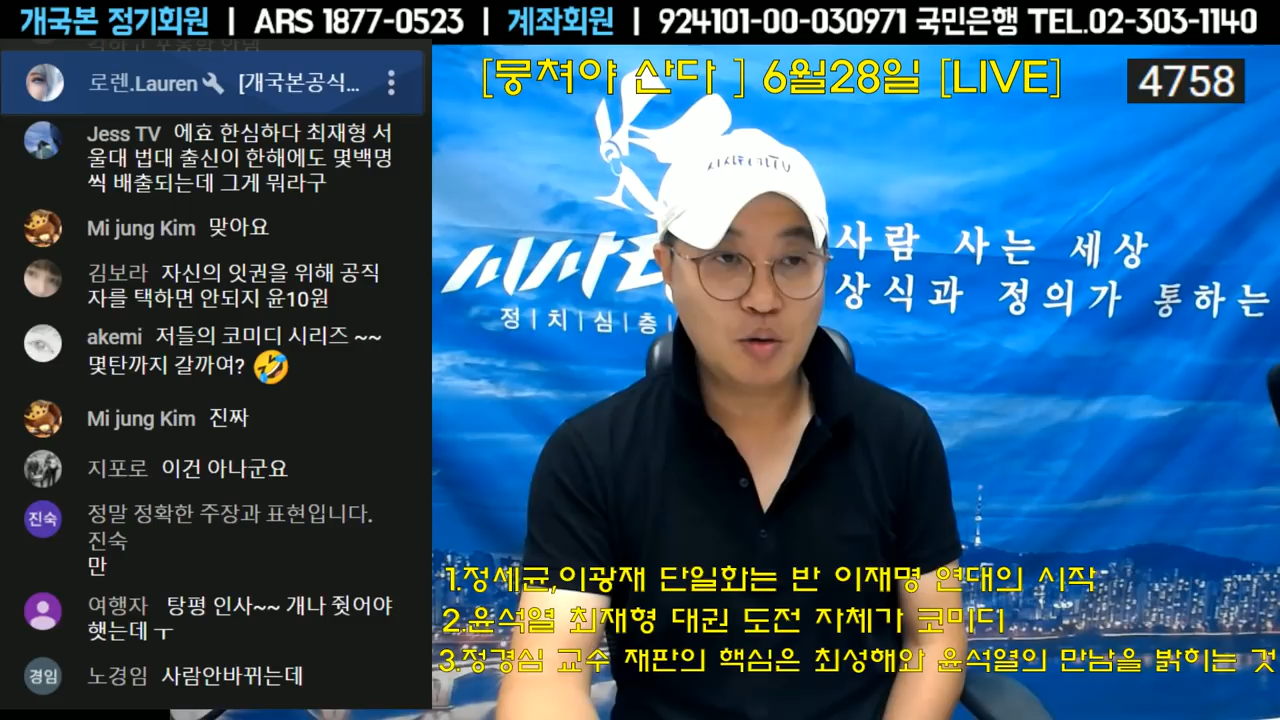 개국본 정기회원 | ARS 1877-0523 | 계좌회원 | 924101-00-030971 국민은행 TEL.02-303-1140
로렌.Lauren [개국본공식...
Jess TV 에효 한심하다 최재형 서
울대 법대 출신이 한해에도 몇백명
씩 배출되는데 그게 뭐라구
Mi jung Kim 맞아요
김보라 자신의 잇권을 위해 공직
자를 택하면 안되지 윤10원
akemi 저들의 코미디 시리즈 ~~
몇탄까지 갈까여? 🤣
Mi jung Kim 진짜
지포로 이건 아나군요
진숙
정말 정확한 주장과 표현입니다.
진숙
만
여행자 탕평 인사~~ 개나 줮어야
햇는데 ㅜ
경임
노경임 사람안바뀌는데
[뭉쳐야 산다 ] 6월28일 [LIVE]
4758
시사타파TV
시사타
정|치|심|층|
사람 사는 세상
상식과 정의가 통하는
1.정세균,이광재 단일화는 반 이재명 연대의 시작
2.윤석열 최재형 대권 도전 자체가 코미디
3.정경심 교수 재판의 핵심은 최성해와 윤석열의 만남을 밝히는 것